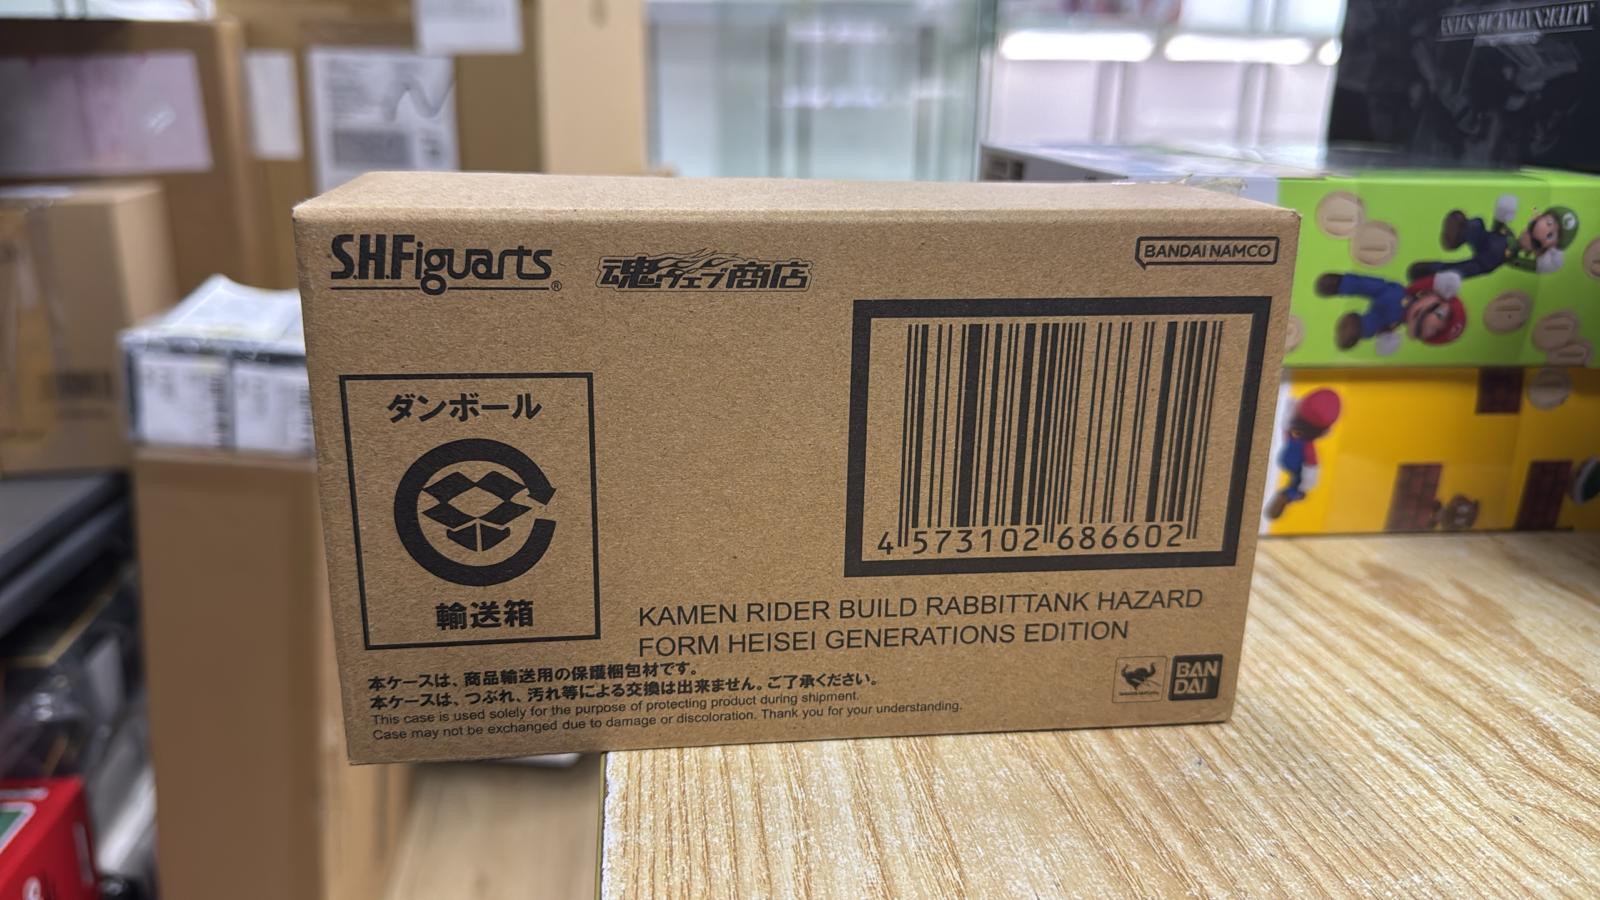 S.H.Figuarts®
魂ウェブ商店
BANDAI NAMCO
ダンボール
輸送箱
4 573102 686602
KAMEN RIDER BUILD RABBITTANK HAZARD
FORM HEISEI GENERATIONS EDITION
本ケースは、商品輸送用の保護梱包材です。
本ケースは、つぶれ、汚れ等による交換は出来ません。ご了承ください。
This case is used solely for the purpose of protecting product during shipment.
Case may not be exchanged due to damage or discoloration. Thank you for your understanding.
BAN
DAI